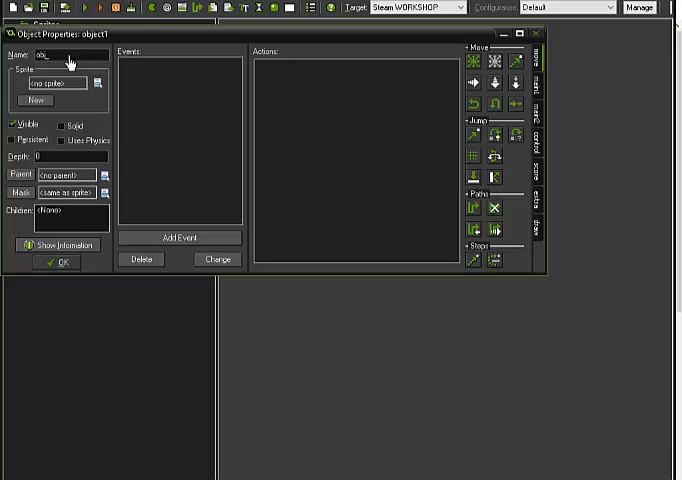 Target: Steam WORKSHOP Configuration: Default Manage
Object Properties: object1
Name: obj_
Sprite
<no sprite>
New
Visible Solid
Persistent Uses Physics
Depth: 0
Parent <no parent>
Mask <same as sprite>
Children: <None>
Show Information
OK
Events:
Add Event
Delete Change
Actions:
Move
Jump
Paths
Steps
move
main1
main2
control
score
extra
draw